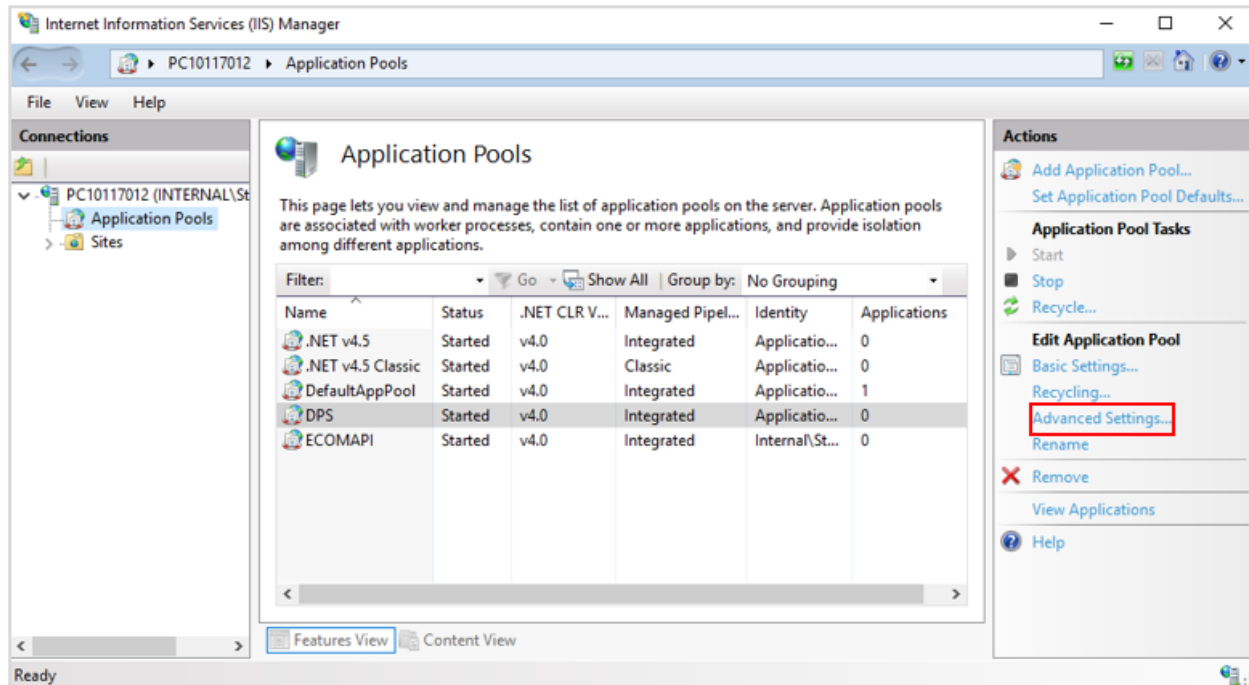 Internet Information Services (IIS) Manager
PC10117012 Application Pools
File View Help
Connections
PC10117012 (INTERNAL\St
Application Pools
Sites
Application Pools
This page lets you view and manage the list of application pools on the server. Application pools
are associated with worker processes, contain one or more applications, and provide isolation
among different applications.
Filter: Go Show All Group by: No Grouping
Name Status .NET CLR V... Managed Pipel... Identity Applications
.NET v4.5 Started v4.0 Integrated Applicatio... 0
.NET v4.5 Classic Started v4.0 Classic Applicatio... 0
DefaultAppPool Started v4.0 Integrated Applicatio... 1
DPS Started v4.0 Integrated Applicatio... 0
ECOMAPI Started v4.0 Integrated Internal\St... 0
Features View Content View
Actions
Add Application Pool...
Set Application Pool Defaults...
Application Pool Tasks
Start
Stop
Recycle...
Edit Application Pool
Basic Settings...
Recycling...
Advanced Settings...
Rename
Remove
View Applications
Help
Ready